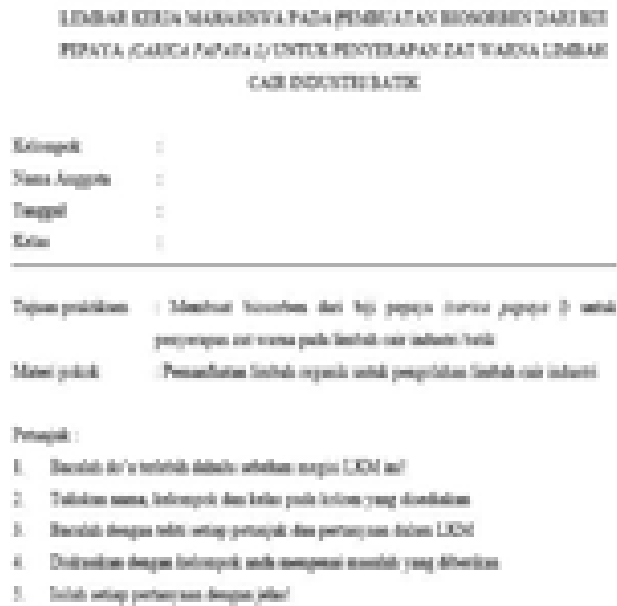 LEMBAR KERJA MAHASISWA PADA PEMBUATAN BIOSORBEN DARI BIJI
PEPAYA (CARICA PAPAYA L) UNTUK PENYERAPAN ZAT WARNA LIMBAH
CAIR INDUSTRI BATIK
Kelompok :
Nama Anggota :
Tanggal :
Kelas :
Tujuan praktikum : Membuat biosorben dari biji pepaya (carica papaya l) untuk
penyerapan zat warna pada limbah cair industri batik
Materi pokok : Pemanfaatan limbah organik untuk pengolahan limbah cair industri
Petunjuk :
1. Bacalah do'a terlebih dahulu sebelum LKM ini!
2. Tuliskan nama, kelompok dan kelas pada kolom yang disediakan
3. Bacalah dengan teliti setiap petunjuk dan pertanyaan dalam LKM
4. Diskusikan dengan kelompok anda mengenai masalah yang diberikan
5. setiap pertanyaan dengan jelas!